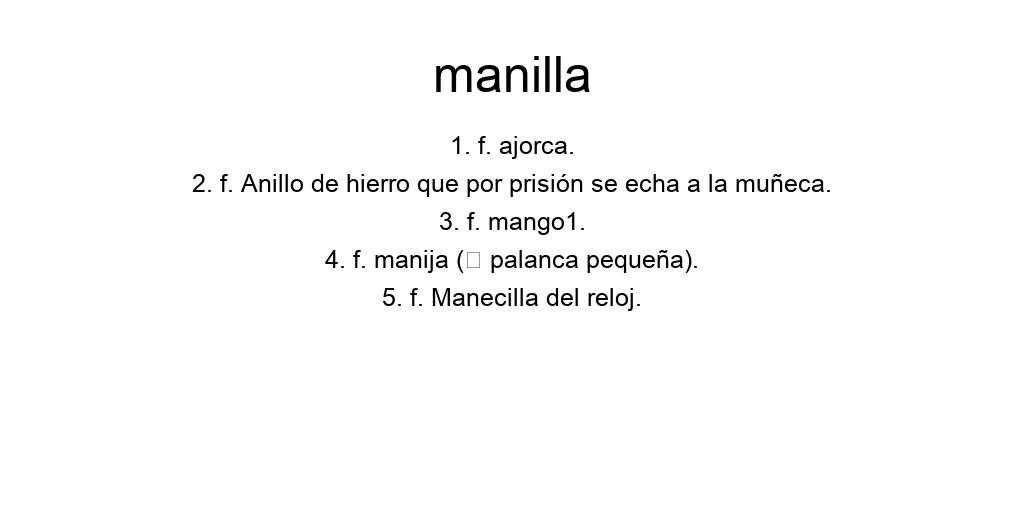 manilla
1. f. ajorca.
2. f. Anillo de hierro que por prisión se echa a la muñeca.
3. f. mango1.
4. f. manija (□ palanca pequeña).
5. f. Manecilla del reloj.